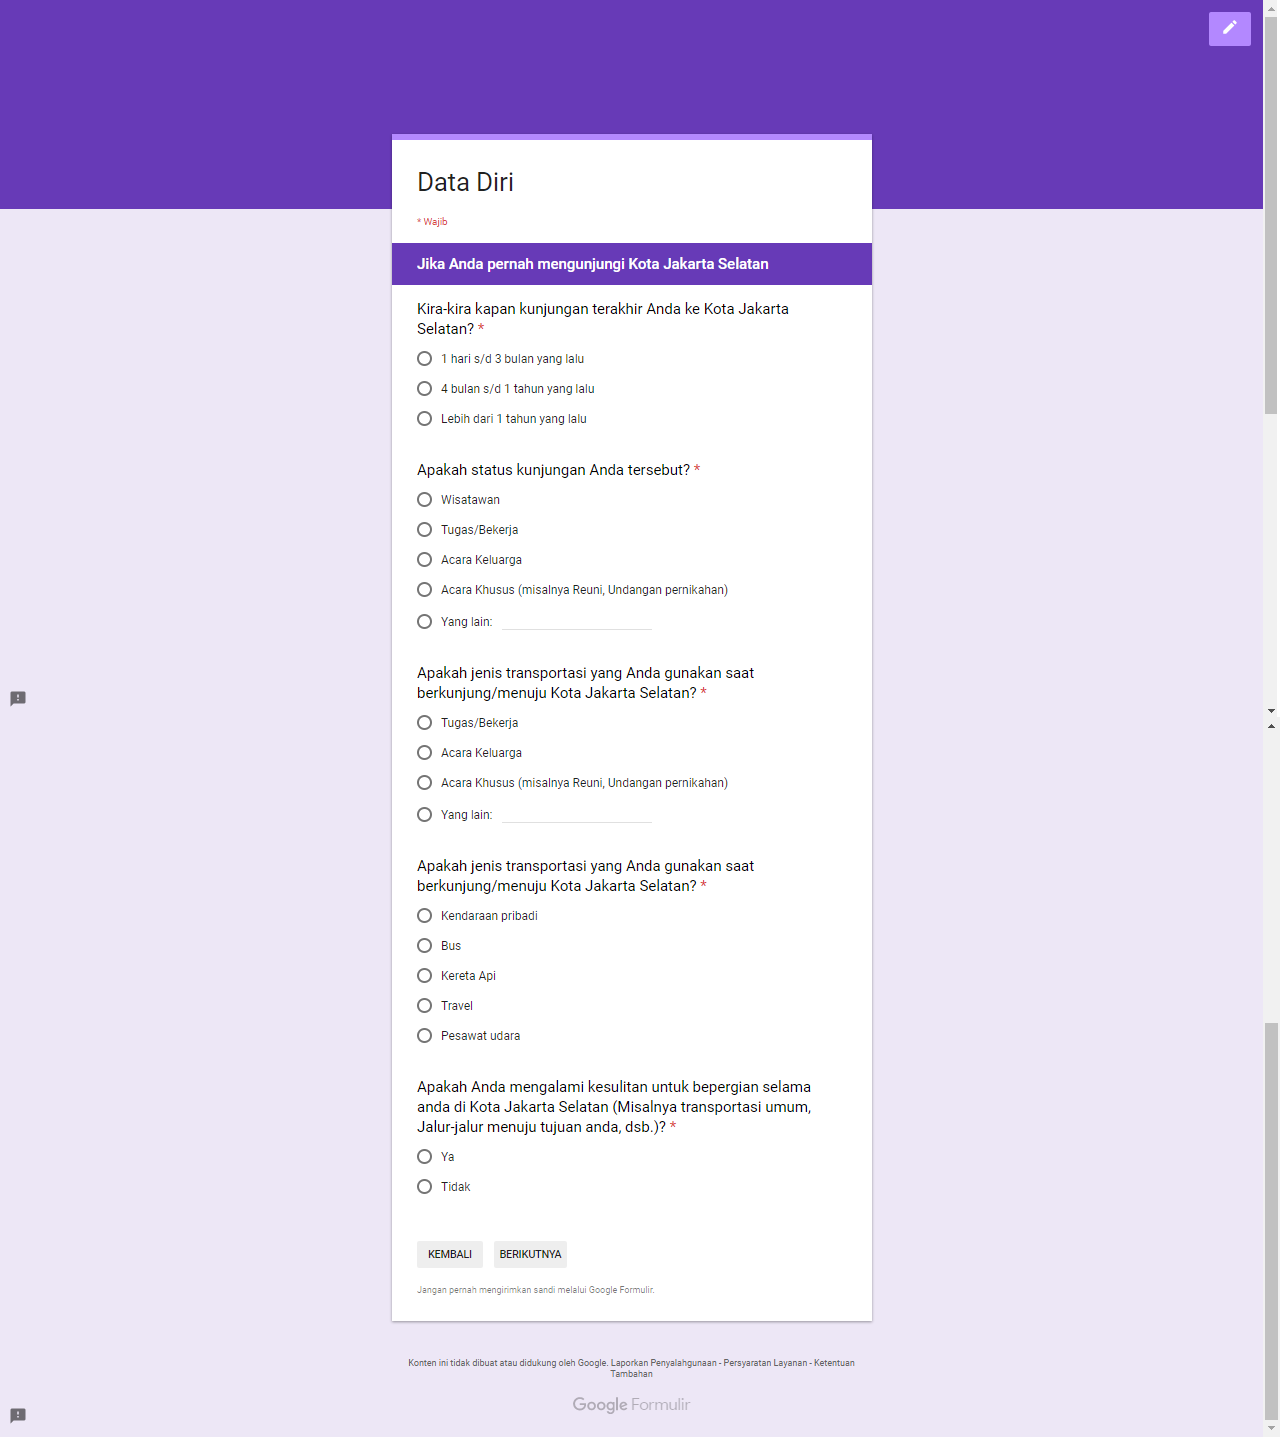 Data Diri
* Wajib
Jika Anda pernah mengunjungi Kota Jakarta Selatan
Kira-kira kapan kunjungan terakhir Anda ke Kota Jakarta
Selatan? *
1 hari s/d 3 bulan yang lalu
4 bulan s/d 1 tahun yang lalu
Lebih dari 1 tahun yang lalu
Apakah status kunjungan Anda tersebut? *
Wisatawan
Tugas/Bekerja
Acara Keluarga
Acara Khusus (misalnya Reuni, Undangan pernikahan)
Yang lain:
Apakah jenis transportasi yang Anda gunakan saat
berkunjung/menuju Kota Jakarta Selatan? *
Tugas/Bekerja
Acara Keluarga
Acara Khusus (misalnya Reuni, Undangan pernikahan)
Yang lain:
Apakah jenis transportasi yang Anda gunakan saat
berkunjung/menuju Kota Jakarta Selatan? *
Kendaraan pribadi
Bus
Kereta Api
Travel
Pesawat udara
Apakah Anda mengalami kesulitan untuk bepergian selama
anda di Kota Jakarta Selatan (Misalnya transportasi umum,
Jalur-jalur menuju tujuan anda, dsb.)? *
Ya
Tidak
KEMBALI BERIKUTNYA
Jangan pernah mengirimkan sandi melalui Google Formulir.
Konten ini tidak dibuat atau didukung oleh Google. Laporkan Penyalahgunaan - Persyaratan Layanan - Ketentuan
Tambahan
Google Formulir